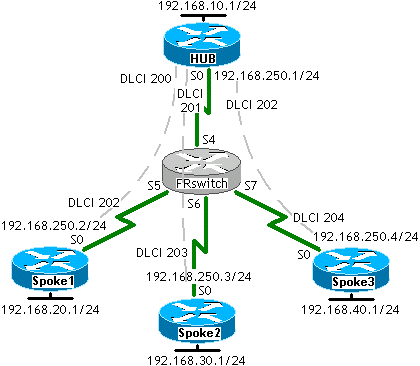 192.168.10.1/24
HUB
DLCI 200
S0
192.168.250.1/24
DLCI
201
DLCI 202
S4
FRswitch
S5
S7
S6
DLCI 202
DLCI 204
192.168.250.2/24
S0
DLCI 203
192.168.250.4/24
S0
Spoke1
192.168.250.3/24
Spoke3
S0
192.168.20.1/24
192.168.40.1/24
Spoke2
192.168.30.1/24